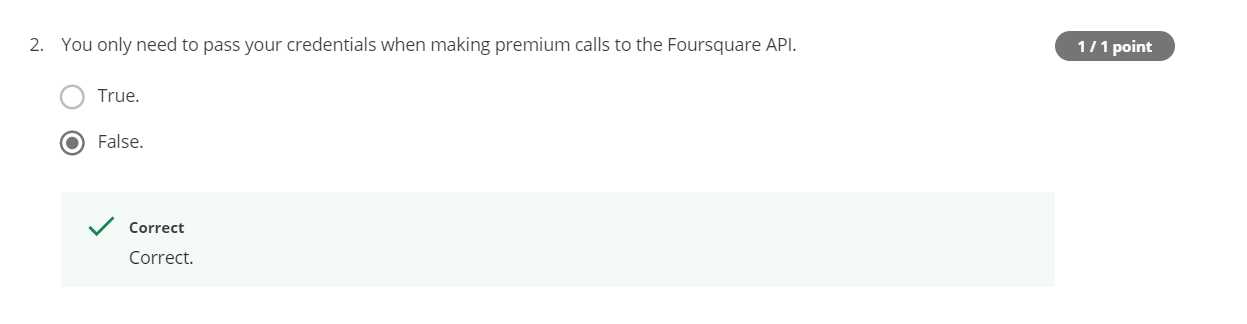 2. You only need to pass your credentials when making premium calls to the Foursquare API.
1 / 1 point
True.
False.
Correct
Correct.